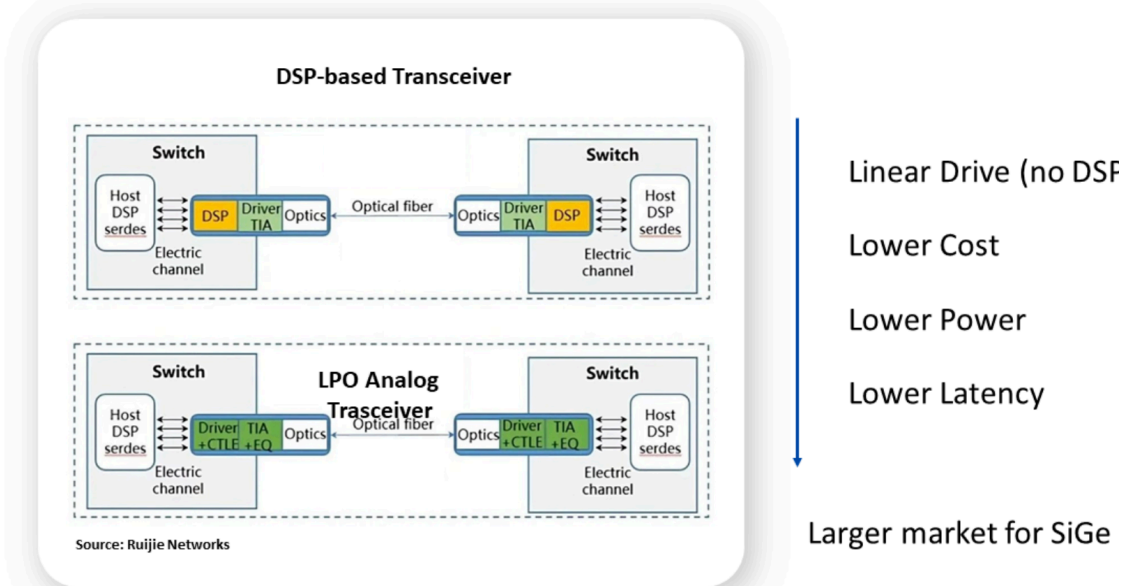 DSP-based Transceiver
Switch
Host
DSP
serdes
Electric
channel
DSP
Driver
TIA
Optics
Optical fiber
Optics
Driver
TIA
DSP
Switch
Host
DSP
serdes
Electric
channel
LPO Analog
Trasceiver
Switch
Host
DSP
serdes
Electric
channel
Driver
+CTLE
TIA
+EQ
Optics
Optical fiber
Optics
Driver
+CTLE
TIA
+EQ
Switch
Host
DSP
serdes
Electric
channel
Source: Ruijie Networks
Linear Drive (no DSP
Lower Cost
Lower Power
Lower Latency
Larger market for SiGe